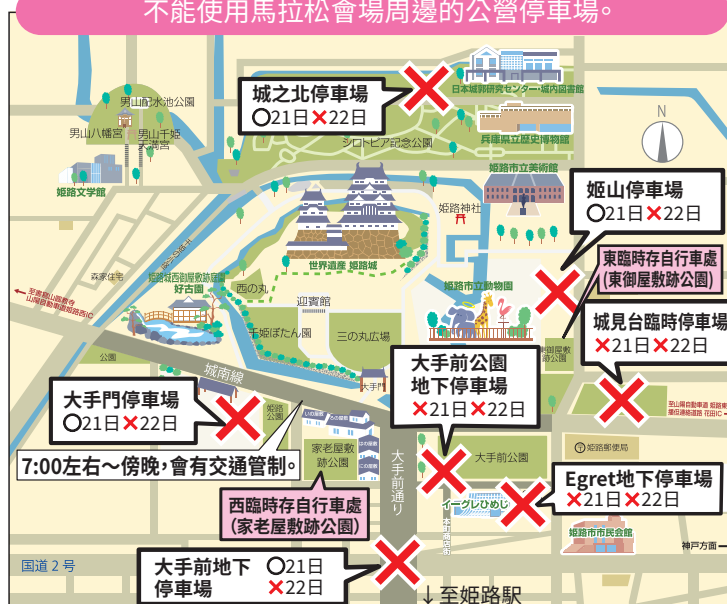 不能使用馬拉松會場周邊的公營停車場。
城之北停車場
○21日×22日
日本城郭研究センター・城内図書館
兵庫県立歴史博物館
シロトピア記念公園
男山配水池公園
男山八幡宮
男山千姫
天満宮
姫路文学館
姫路市立美術館
N
姫山停車場
○21日×22日
姫路神社
東臨時存自行車處
(東御屋敷跡公園)
世界遺産 姫路城
千姫の小径
森家住宅
姫路城西御屋敷跡庭園
好古園
西の丸
迎賓館
姫路市立動物園
千姫ぼたん園
三の丸広場
城見台臨時停車場
×21日×22日
公園
城南線
大手前公園
地下停車場
×21日×22日
大手門
大手門停車場
○21日×22日
姫路
公園
7:00左右～傍晚，會有交通管制。
家老屋敷
跡公園
大手前通り
大手前公園
姫路郵便局
西臨時存自行車處
(家老屋敷跡公園)
イーグレひめじ
Egret地下停車場
×21日×22日
姫路市市民会館
神戸方面
国道2号
大手前地下
停車場
○21日
×22日
↓至姫路駅